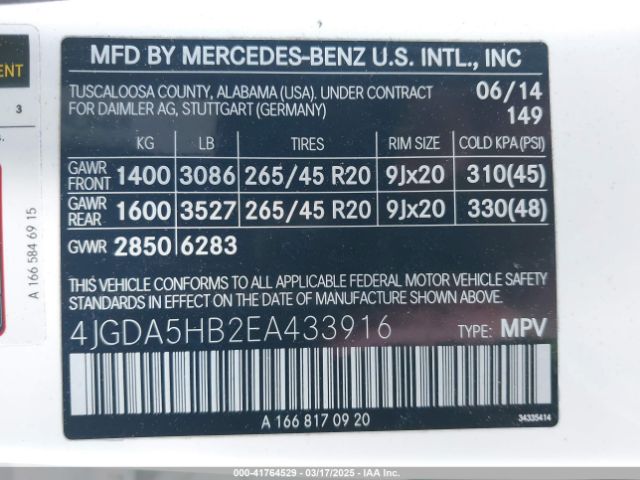 MFD BY MERCEDES-BENZ U.S. INTL., INC
TUSCALOOSA COUNTY, ALABAMA (USA). UNDER CONTRACT 06/14
FOR DAIMLER AG, STUTTGART (GERMANY) 149
KG LB TIRES RIM SIZE COLD KPA (PSI)
GAWR FRONT 1400 3086 265/45 R20 9Jx20 310(45)
GAWR REAR 1600 3527 265/45 R20 9Jx20 330(48)
GVWR 2850 6283
THIS VEHICLE CONFORMS TO ALL APPLICABLE FEDERAL MOTOR VEHICLE SAFETY
STANDARDS IN EFFECT ON THE DATE OF MANUFACTURE SHOWN ABOVE.
4JGDA5HB2EA433916 TYPE: MPV
A 166 817 09 20
34335414
A 166 584 69 15
3
000-41764529 - 03/17/2025 - IAA, Inc.